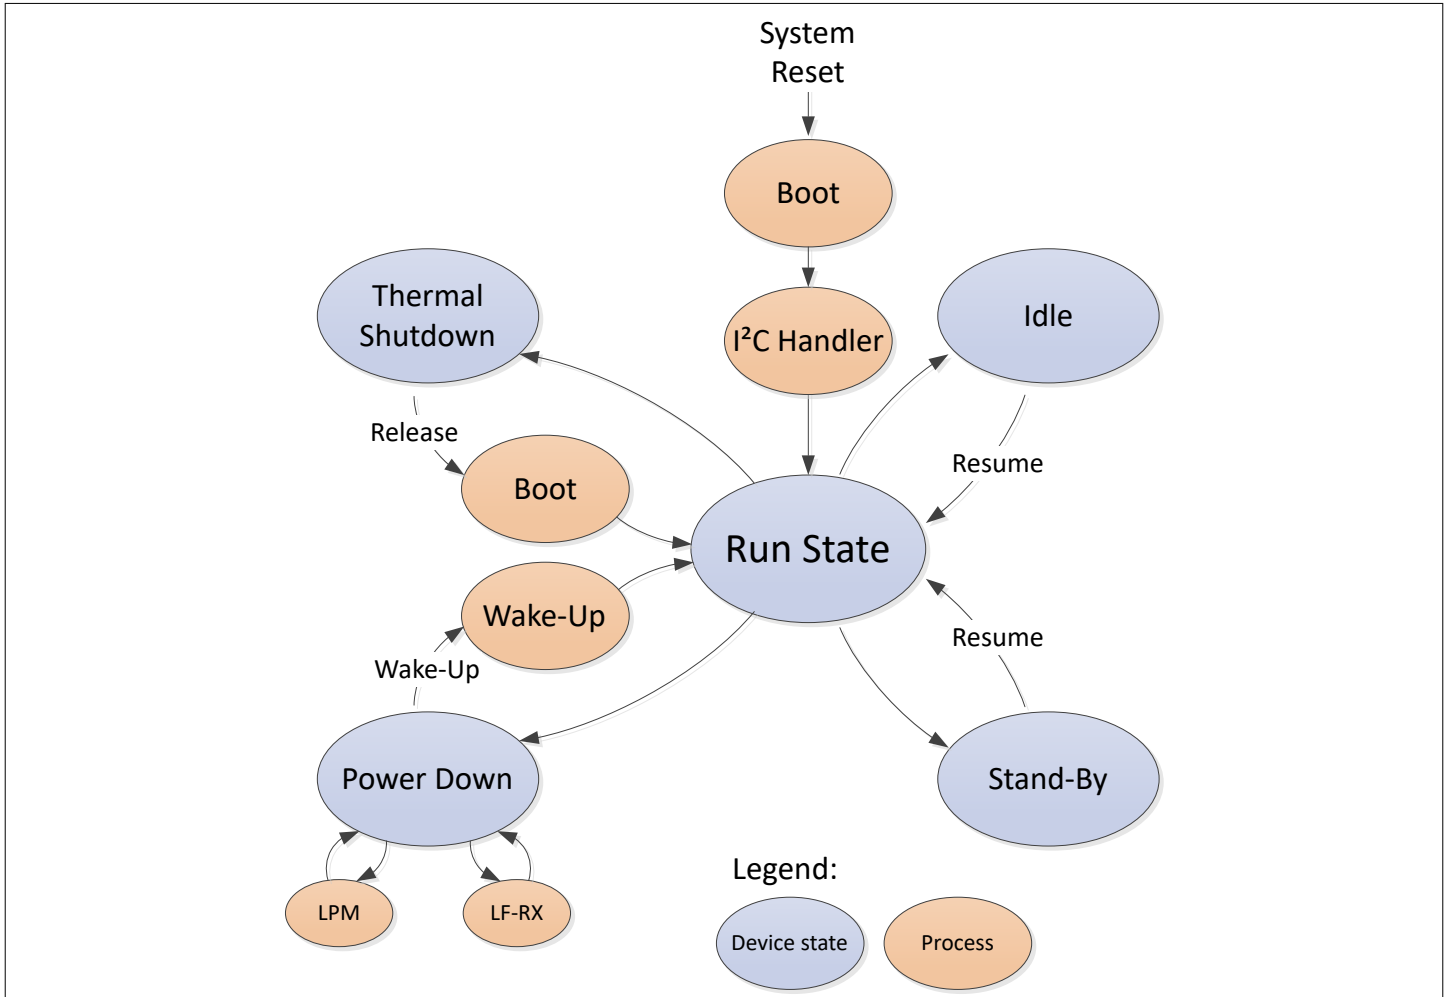 System
Reset
Boot
Thermal
Shutdown
Idle
I²C Handler
Release
Resume
Boot
Run State
Wake-Up
Resume
Wake-Up
Power Down
Stand-By
Legend:
LPM
LF-RX
Device state
Process